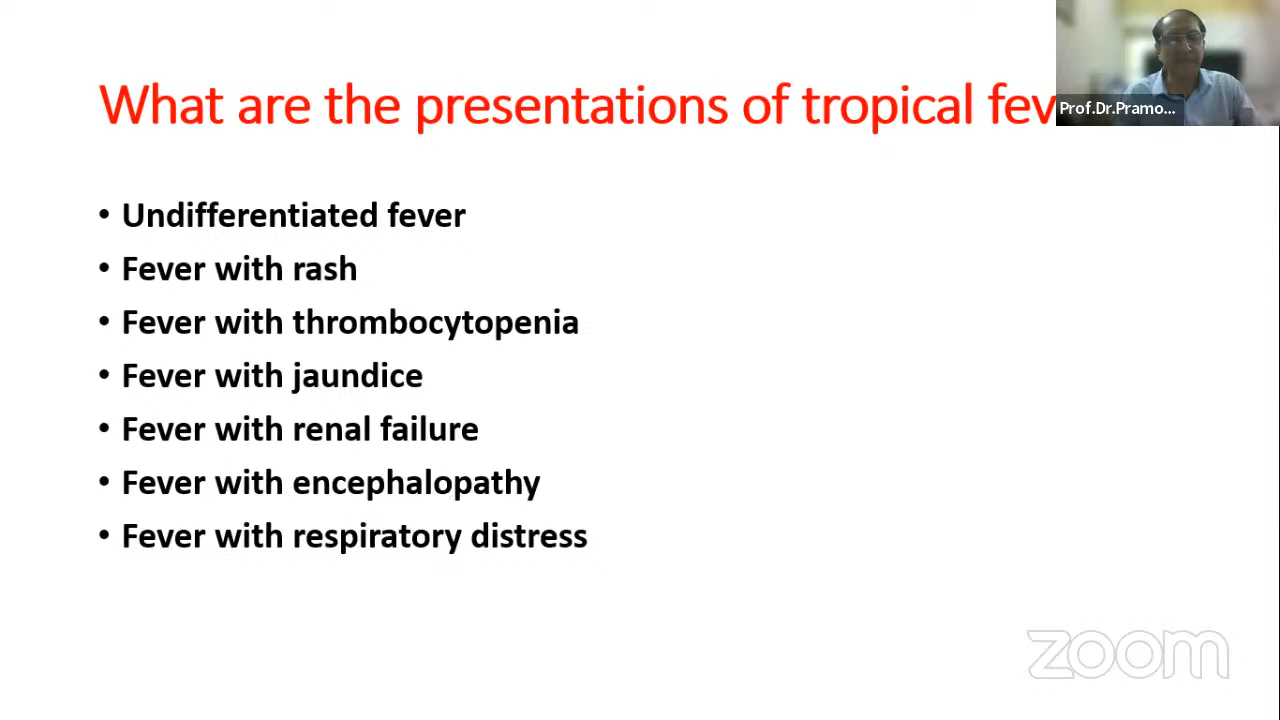 What are the presentations of tropical
Prof.Dr.Pramo...
• Undifferentiated fever
• Fever with rash
• Fever with thrombocytopenia
• Fever with jaundice
• Fever with renal failure
• Fever with encephalopathy
• Fever with respiratory distress
zoom